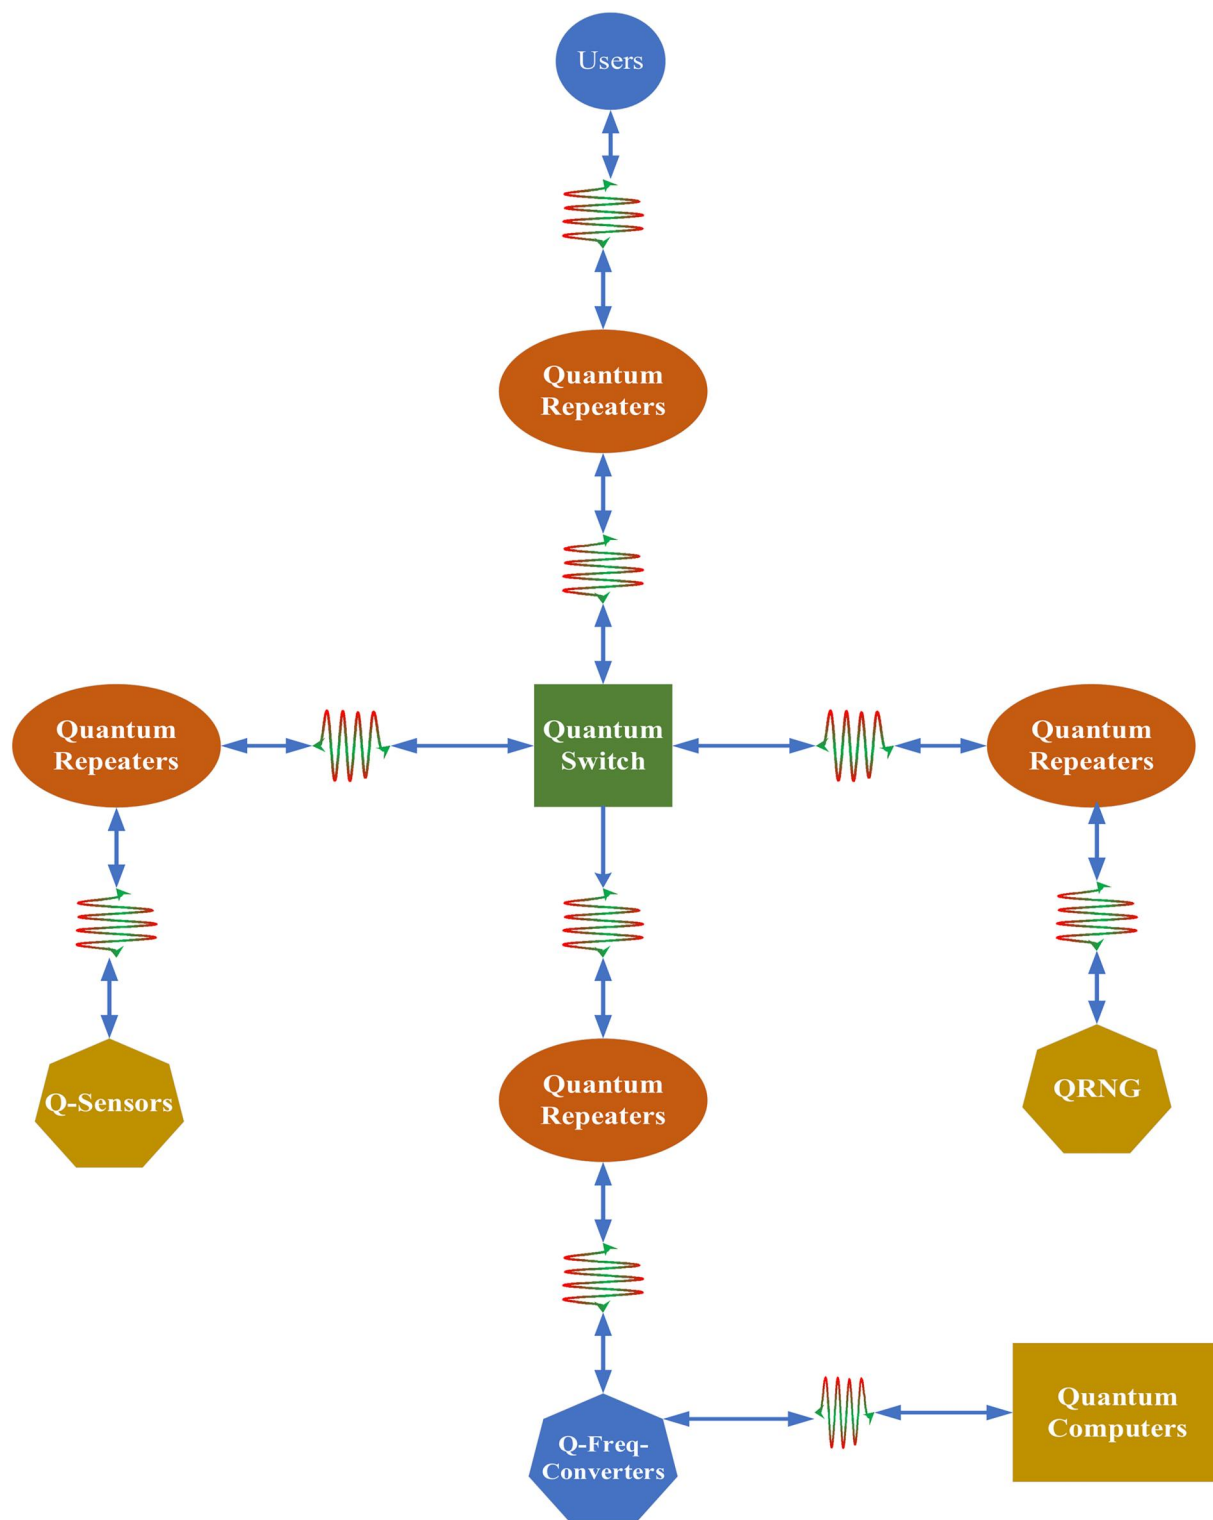 Users
Quantum
Repeaters
Quantum
Repeaters
Quantum
Switch
Quantum
Repeaters
Q-Sensors
Quantum
Repeaters
QRNG
Q-Freq-
Converters
Quantum
Computers